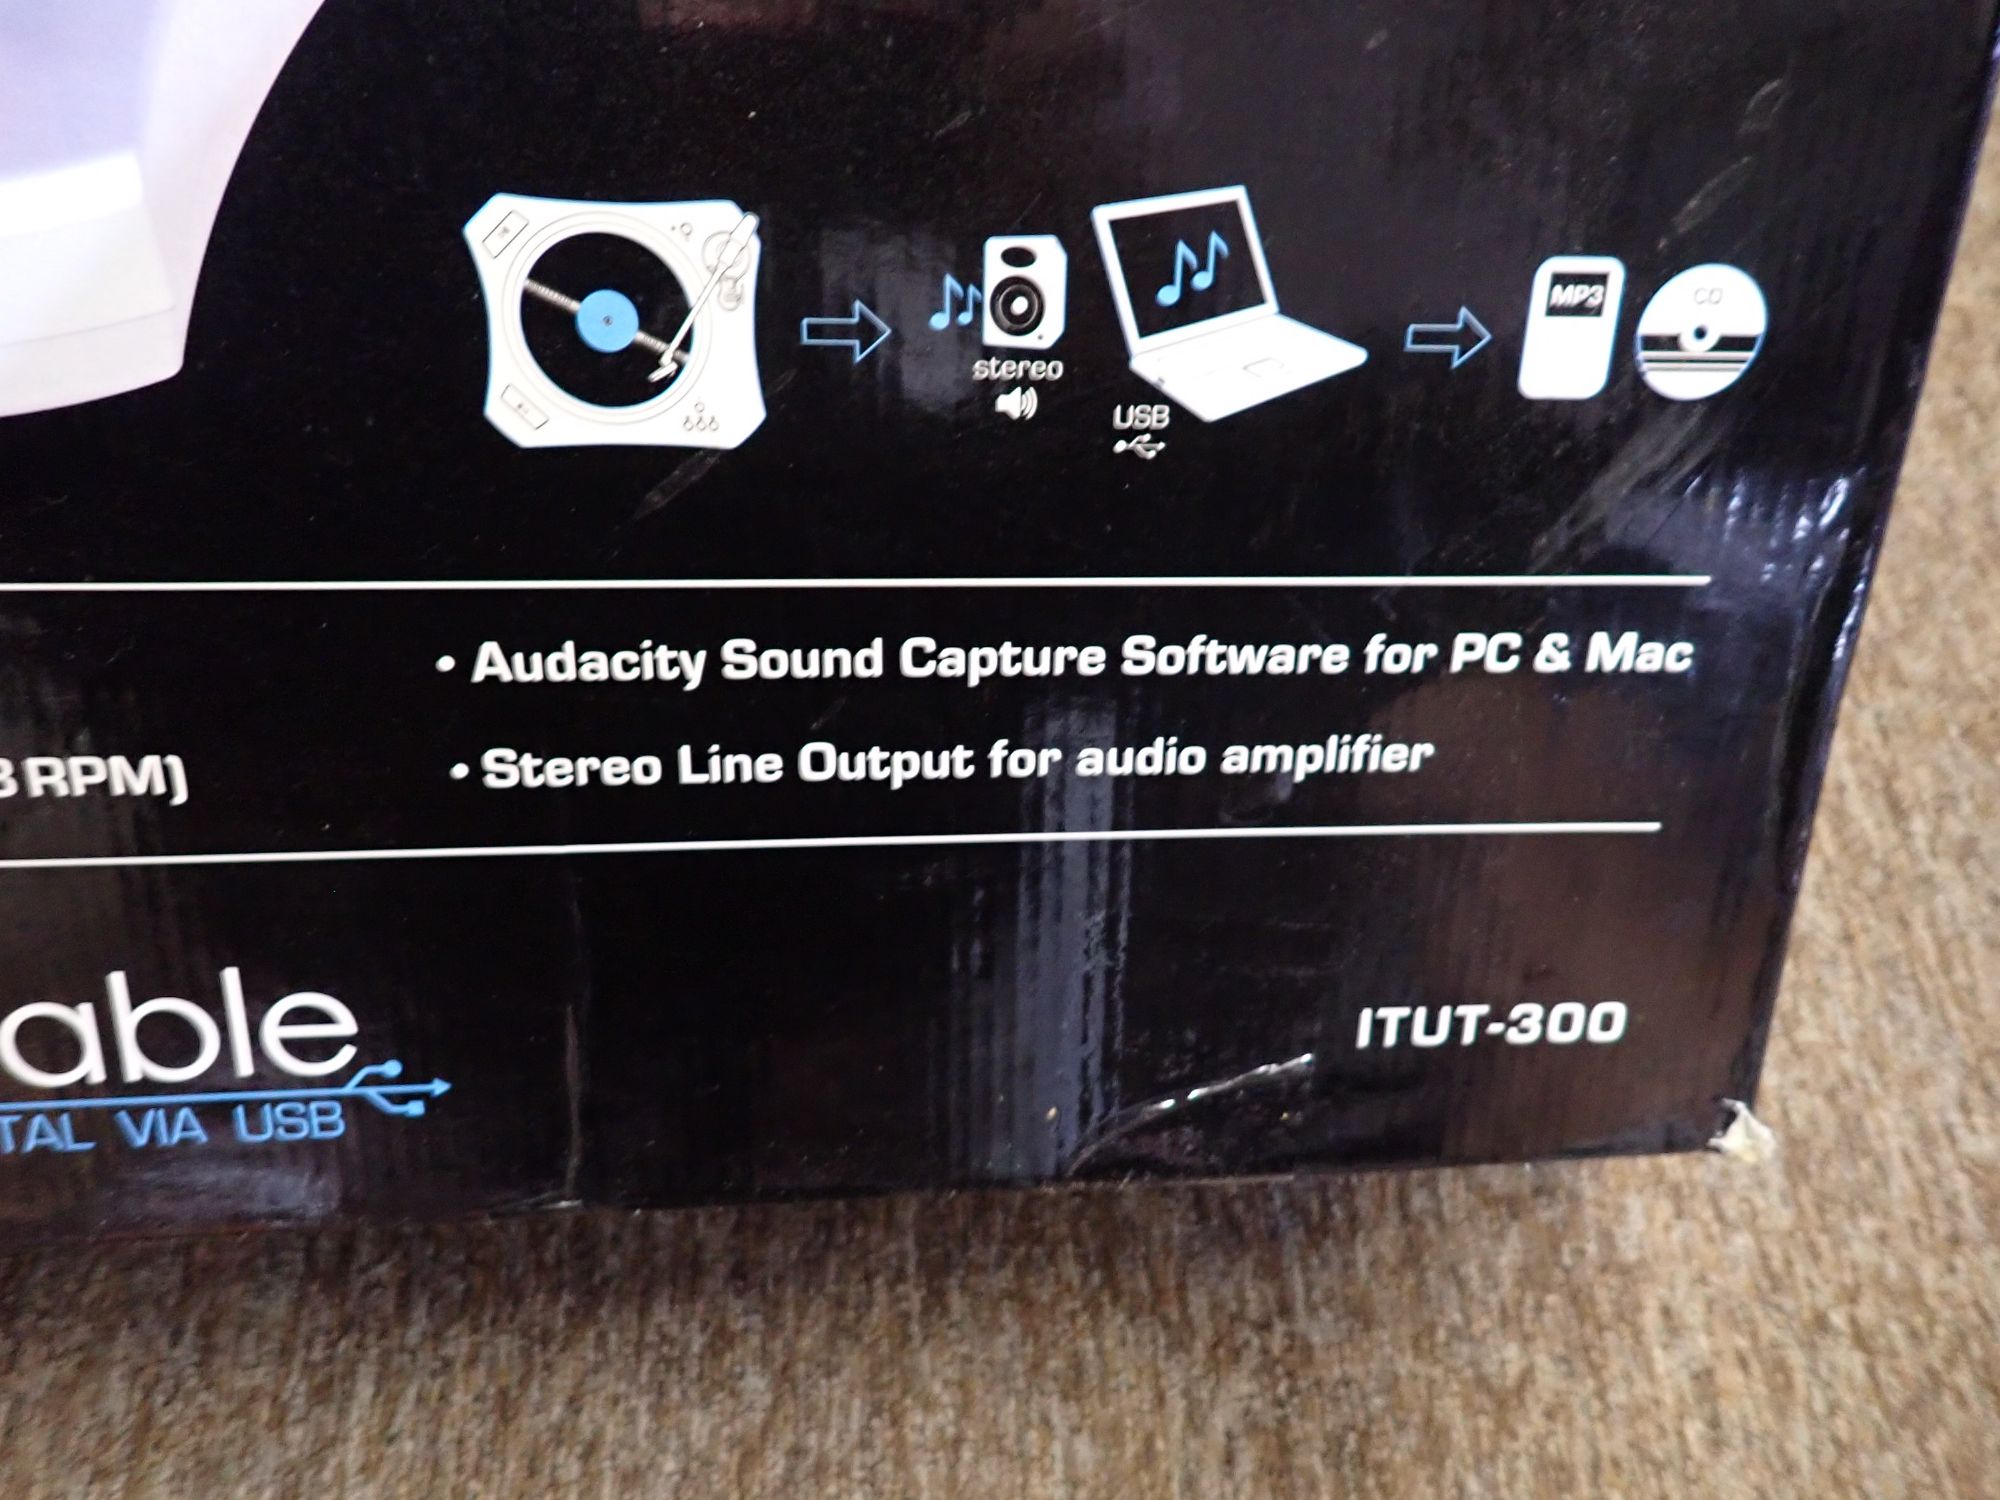 MP3
CD
stereo
USB
• Audacity Sound Capture Software for PC & Mac
RPM)
• Stereo Line Output for audio amplifier
able
ITUT-300
TAL VIA USB